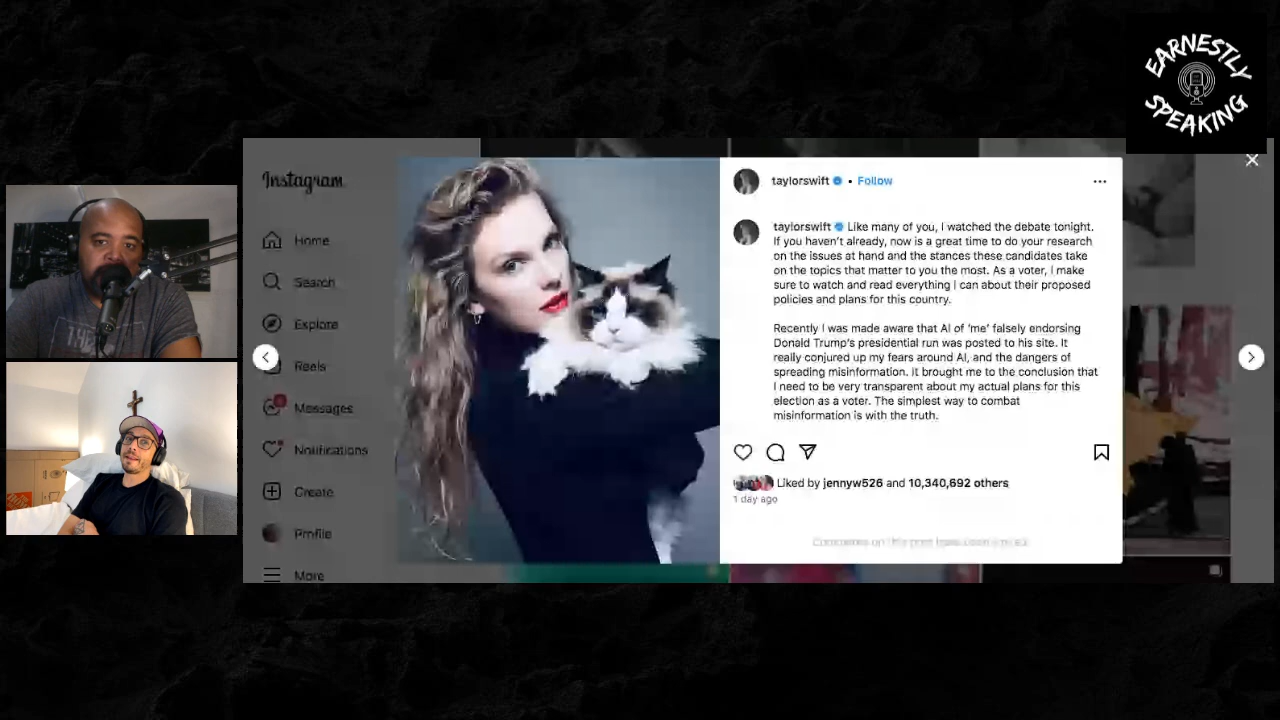 EARNESTLY
SPEAKING
Instagram
Home
Search
Explore
Reels
Messages
Notifications
Create
Profile
More
taylorswift • Follow
taylorswift Like many of you, I watched the debate tonight.
If you haven't already, now is a great time to do your research
on the issues at hand and the stances these candidates take
on the topics that matter to you the most. As a voter, I make
sure to watch and read everything I can about their proposed
policies and plans for this country.
Recently I was made aware that AI of 'me' falsely endorsing
Donald Trump's presidential run was posted to his site. It
really conjured up my fears around AI, and the dangers of
spreading misinformation. It brought me to the conclusion that
I need to be very transparent about my actual plans for this
election as a voter. The simplest way to combat
misinformation is with the truth.
Liked by jennyw526 and 10,340,692 others
1 day ago
Comments on this post have been